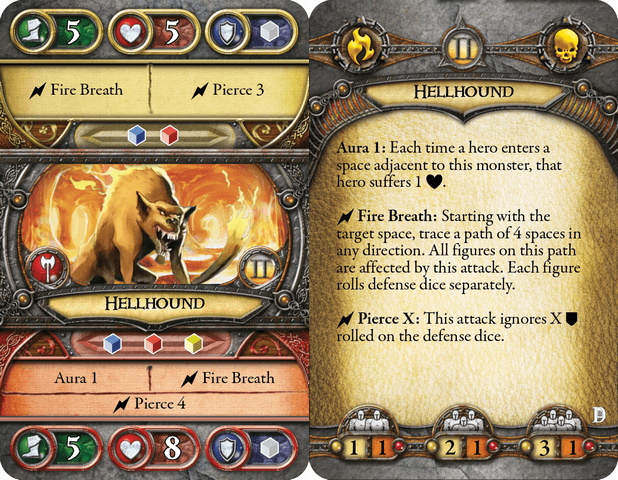 5 5
Fire Breath Pierce 3
II
HELLHOUND
Aura 1 Fire Breath
Pierce 4
5 8
II
HELLHOUND
Aura 1: Each time a hero enters a
space adjacent to this monster, that
hero suffers 1 ♥.
Fire Breath: Starting with the
target space, trace a path of 4 spaces in
any direction. All figures on this path
are affected by this attack. Each figure
rolls defense dice separately.
Pierce X: This attack ignores X
rolled on the defense dice.
D
1 1 2 1 3 1